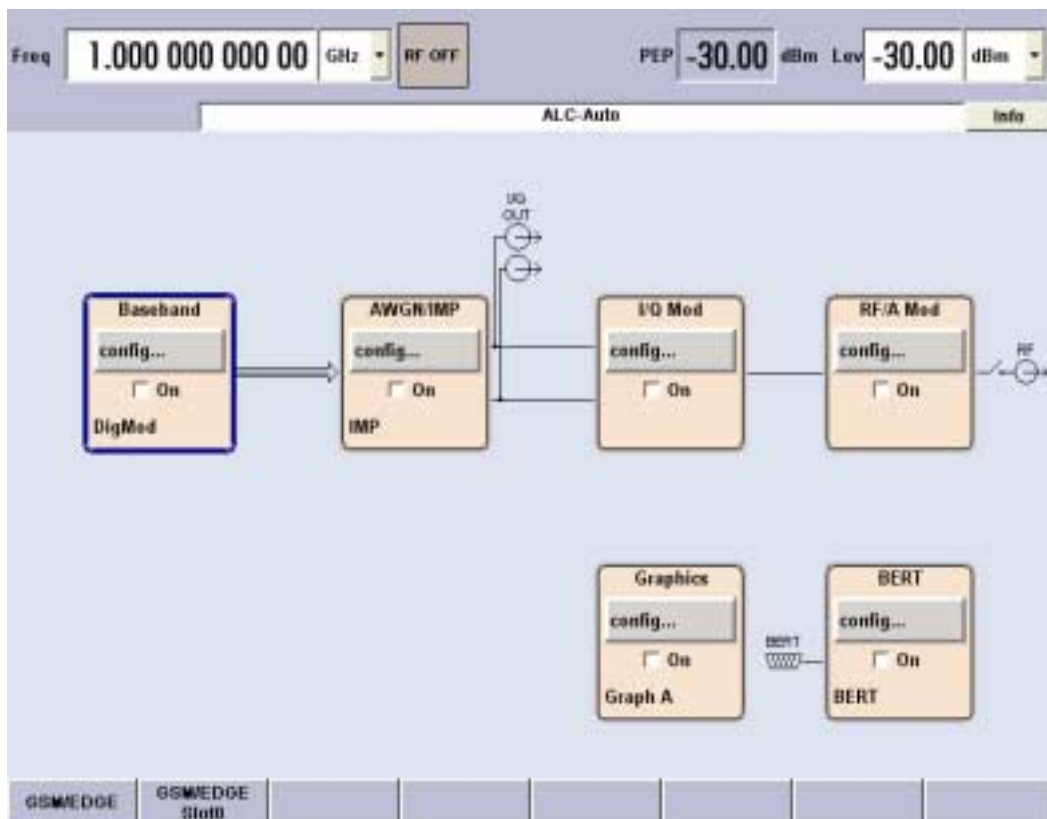 Freq 1.000 000 000 00 GHz RF OFF PEP -30.00 dBm Lev -30.00 dBm
ALC-Auto Info
I/Q
OUT
Baseband AWGN/IMP I/Q Mod RF/A Mod
config... config... config... config... RF
On On On On
DigMod IMP
Graphics BERT
config... config...
BERT
On On
Graph A BERT
GSM/EDGE GSM/EDGE
Slot0